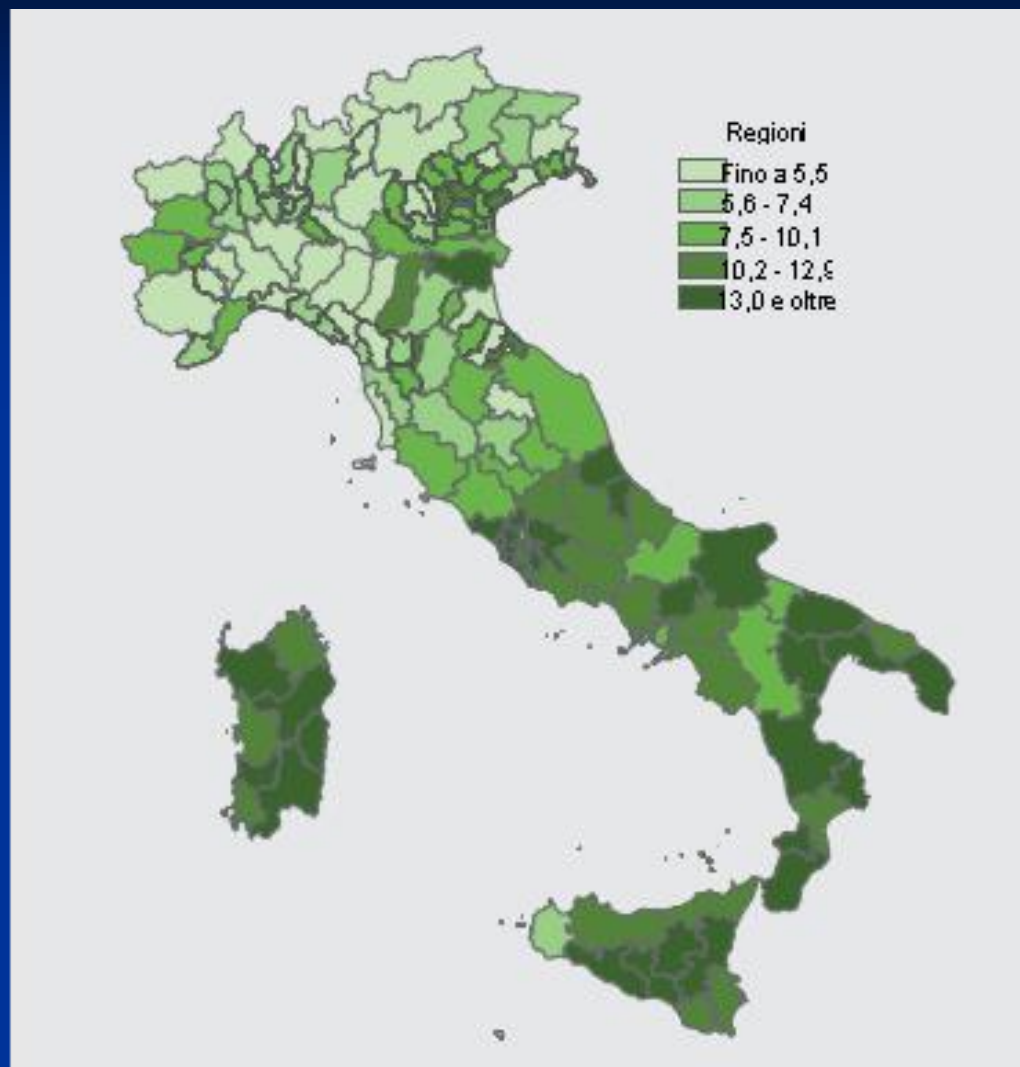 Regioni
Fino a 5,5
5,6 - 7,4
7,5 - 10,1
10,2 - 12,9
13,0 e oltre